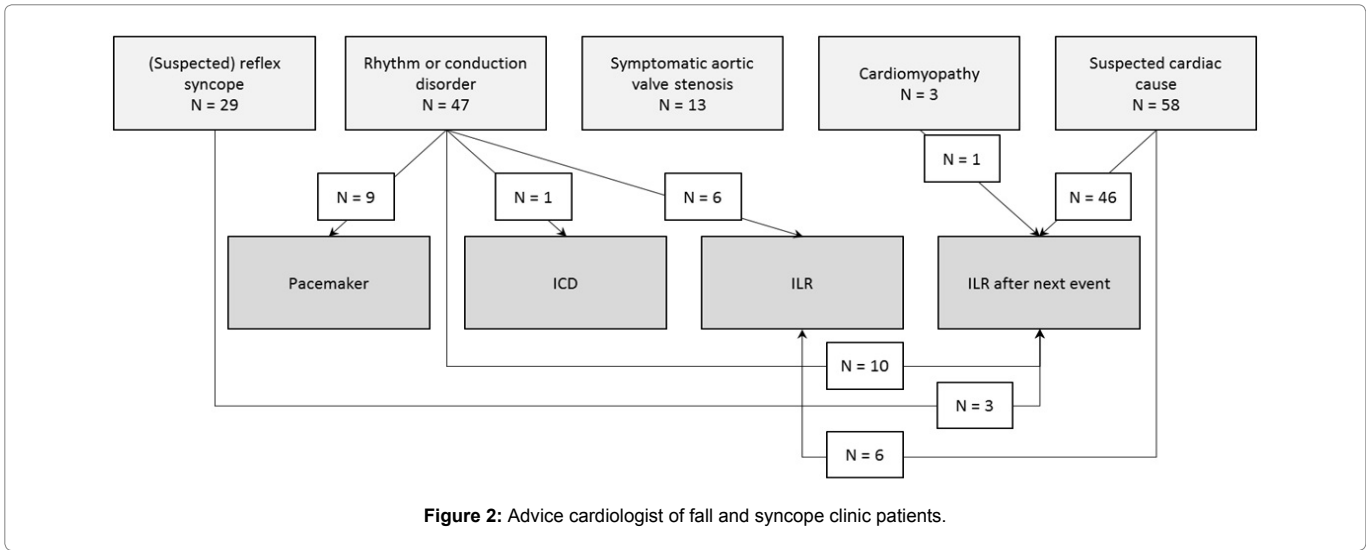 (Suspected) reflex
syncope
N = 29
Rhythm or conduction
disorder
N = 47
Symptomatic aortic
valve stenosis
N = 13
Cardiomyopathy
N = 3
Suspected cardiac
cause
N = 58
N = 1
N = 9
N = 1
N = 6
N = 46
Pacemaker
ICD
ILR
ILR after next event
N = 10
N = 3
N = 6
Figure 2: Advice cardiologist of fall and syncope clinic patients.